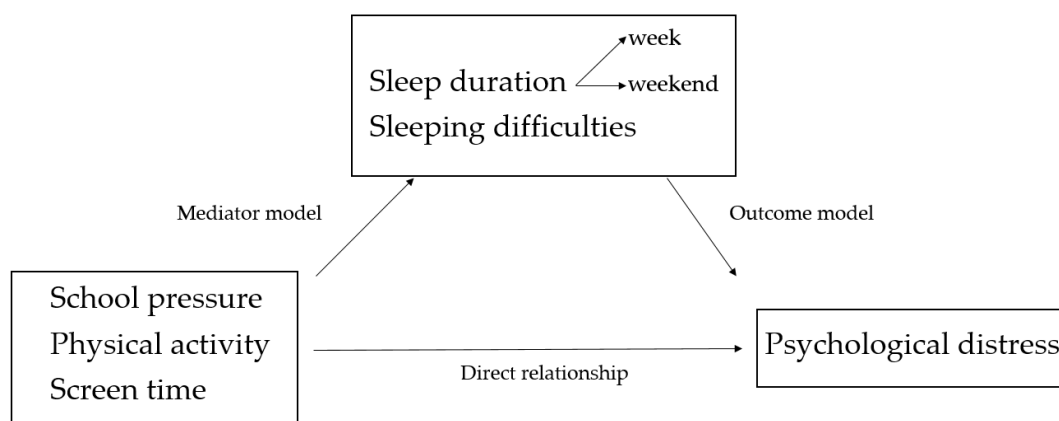 week
Sleep duration
weekend
Sleeping difficulties
Mediator model
Outcome model
School pressure
Physical activity
Screen time
Direct relationship
Psychological distress